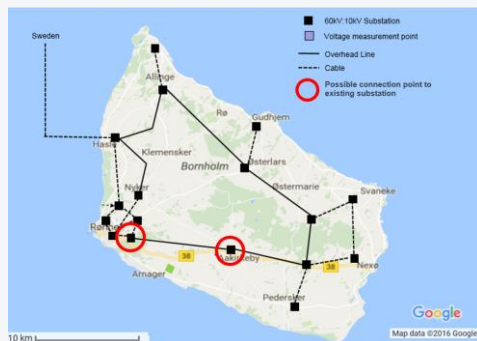 60kV:10kV Substation
Voltage measurement point
Overhead Line
Cable
Possible connection point to
existing substation
Sweden
Allinge
Rø
Gudhjem
Hasle
Klemensker
Bornholm
Østerlars
Nyker
Østermarie
Svaneke
38
Aakirkeby
38
Nexø
Arnager
Pedersker
Google
10 km
Map data ©2016 Google